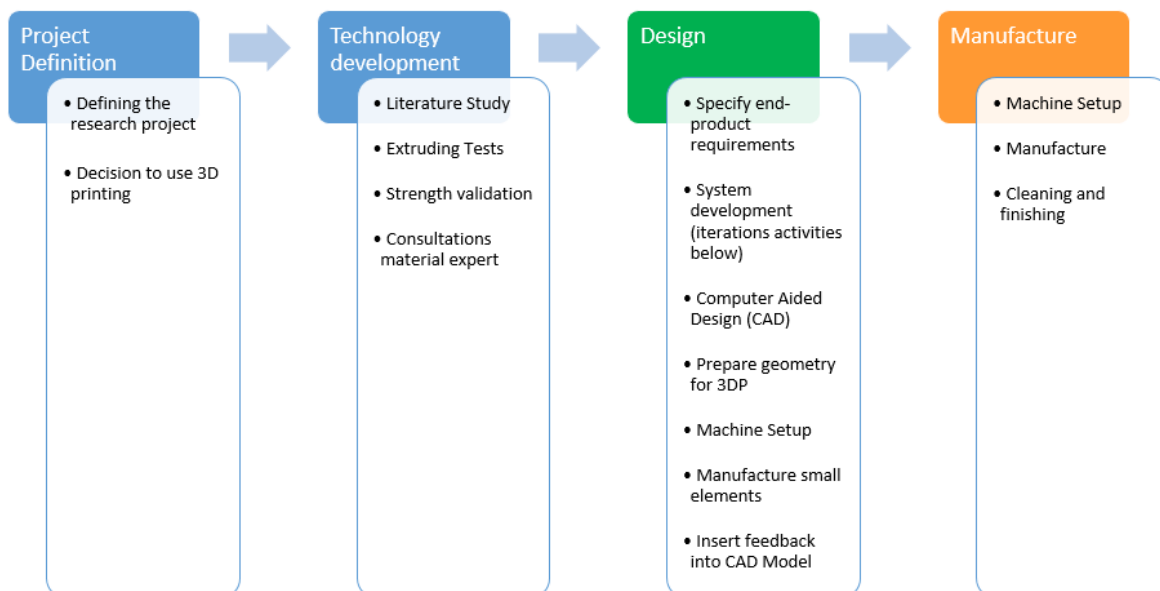 Project
Definition
• Defining the
research project
• Decision to use 3D
printing
Technology
development
• Literature Study
• Extruding Tests
• Strength validation
• Consultations
material expert
Design
• Specify end-
product
requirements
• System
development
(iterations activities
below)
• Computer Aided
Design (CAD)
• Prepare geometry
for 3DP
• Machine Setup
• Manufacture small
elements
• Insert feedback
into CAD Model
Manufacture
• Machine Setup
• Manufacture
• Cleaning and
finishing